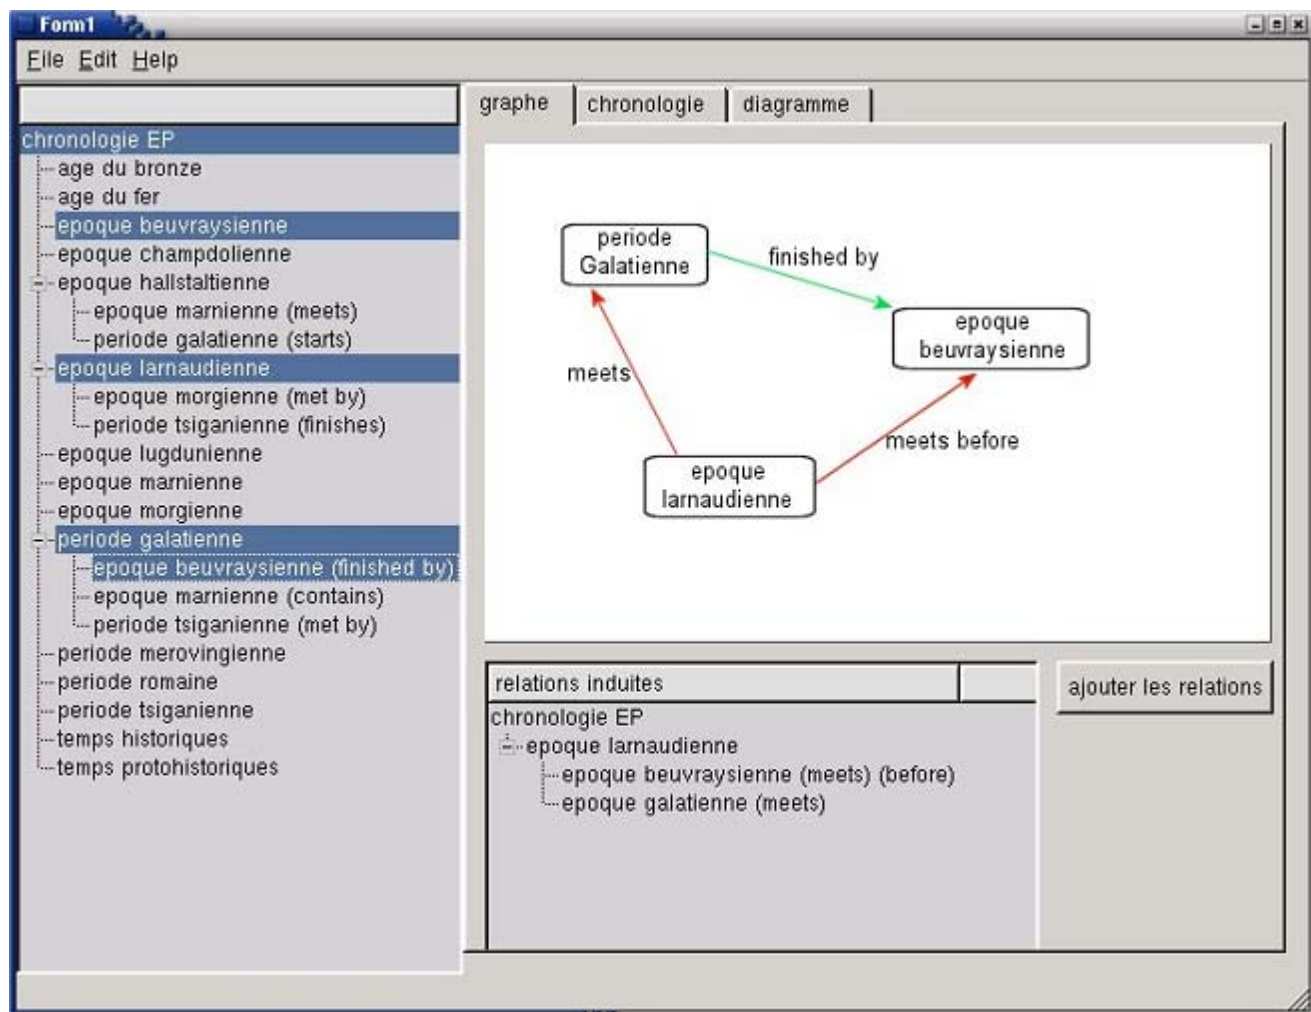 Form1
File Edit Help
chronologie EP
age du bronze
age du fer
epoque beuvraysienne
epoque champdolienne
epoque hallstaltienne
epoque marnienne (meets)
periode galatienne (starts)
epoque larnaudienne
epoque morgienne (met by)
periode tsiganienne (finishes)
epoque lugdunienne
epoque marnienne
epoque morgienne
periode galatienne
epoque beuvraysienne (finished by)
epoque marnienne (contains)
periode tsiganienne (met by)
periode merovingienne
periode romaine
periode tsiganienne
temps historiques
temps protohistoriques
graphe chronologie diagramme
periode
Galatienne
finished by
epoque
beuvraysienne
meets
meets before
epoque
larnaudienne
relations induites
chronologie EP
epoque larnaudienne
epoque beuvraysienne (meets) (before)
epoque galatienne (meets)
ajouter les relations